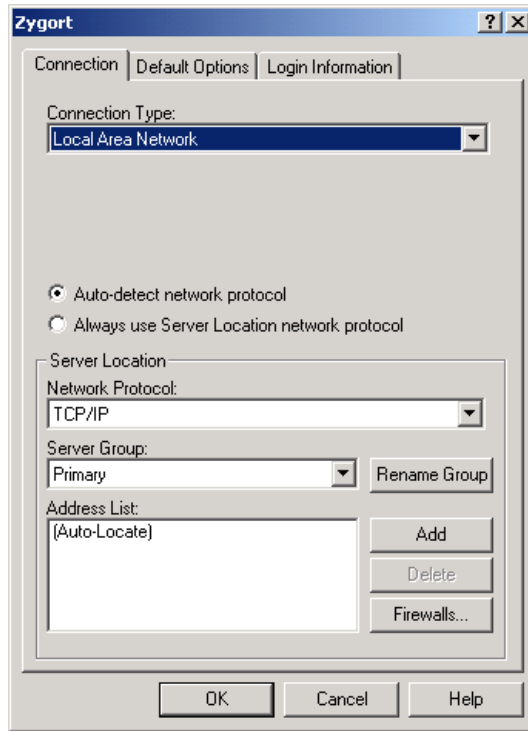 Zygort
Connection Default Options Login Information
Connection Type:
Local Area Network
Auto-detect network protocol
Always use Server Location network protocol
Server Location
Network Protocol:
TCP/IP
Server Group:
Primary Rename Group
Address List:
(Auto-Locate) Add
Delete
Firewalls...
OK Cancel Help